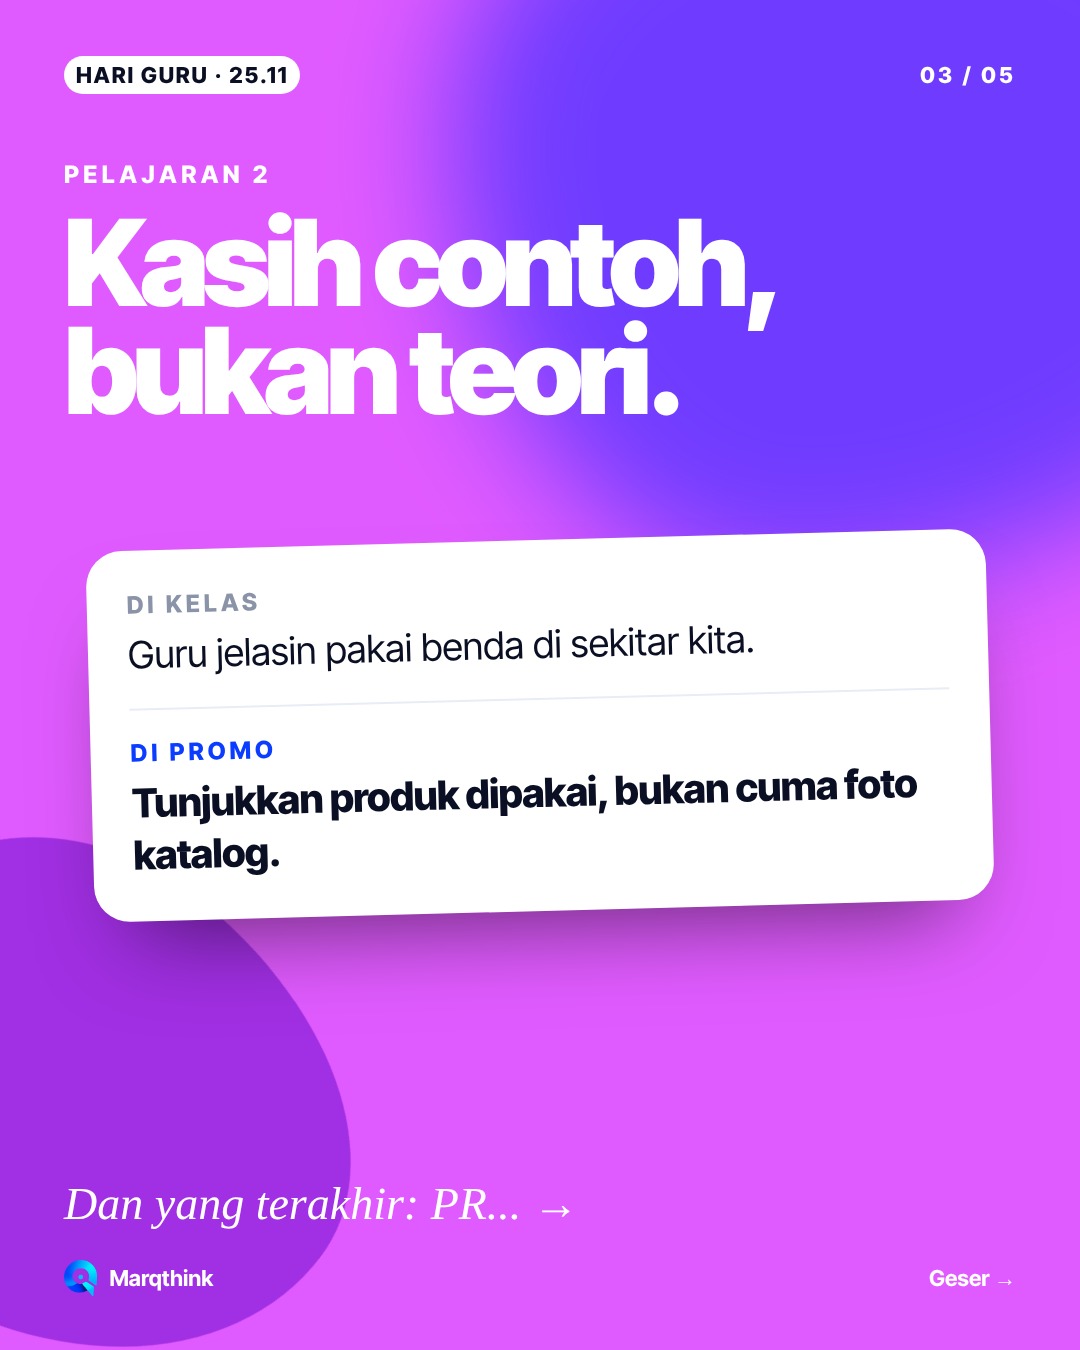 HARI GURU · 25.11
03 / 05
PELAJARAN 2
Kasih contoh,
bukan teori.
DI KELAS
Guru jelasin pakai benda di sekitar kita.
DI PROMO
Tunjukkan produk dipakai, bukan cuma foto
katalog.
Dan yang terakhir: PR... →
Marqthink
Geser →